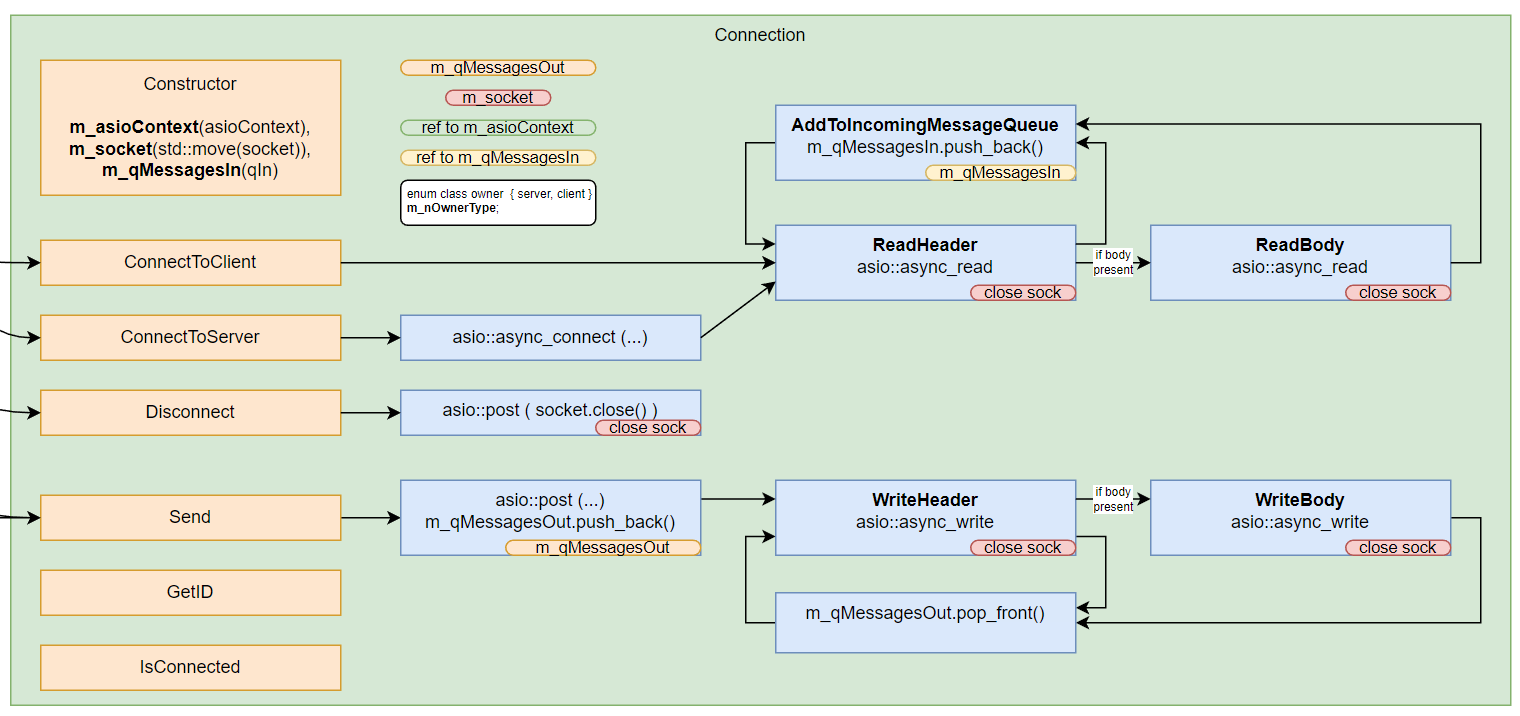 Connection
Constructor
m_asioContext(asioContext),
m_socket(std::move(socket)),
m_qMessagesIn(qIn)
m_qMessagesOut
m_socket
ref to m_asioContext
ref to m_qMessagesIn
enum class owner { server, client }
m_nOwnerType;
AddToIncomingMessageQueue
m_qMessagesIn.push_back()
m_qMessagesIn
ConnectToClient
ReadHeader
asio::async_read
close sock
if body
present
ReadBody
asio::async_read
close sock
ConnectToServer
asio::async_connect (...)
Disconnect
asio::post ( socket.close() )
close sock
Send
asio::post (...)
m_qMessagesOut.push_back()
m_qMessagesOut
WriteHeader
asio::async_write
close sock
if body
present
WriteBody
asio::async_write
close sock
GetID
m_qMessagesOut.pop_front()
IsConnected